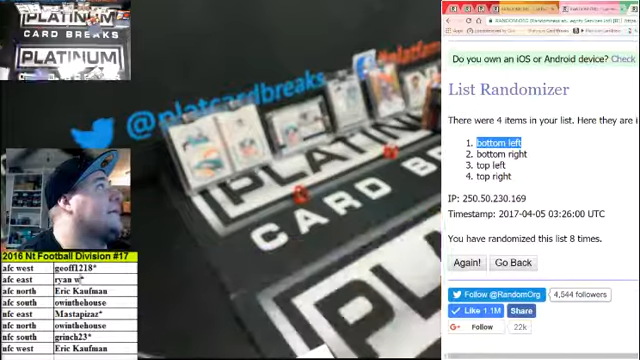 PLATINUM
CARD BREAKS
PLATINUM
@platcardbreaks
#platfam
PLATINUM
CARD BREAKS
Do you own an iOS or Android device? Check
List Randomizer
There were 4 items in your list. Here they are i
1. bottom left
2. bottom right
3. top left
4. top right
IP: 250.50.230.169
Timestamp: 2017-04-05 03:26:00 UTC
You have randomized this list 8 times.
Again! Go Back
Follow @RandomOrg 4,544 followers
Like 1.1M Share
G+ Follow 22k
2016 Nt Football Division #17
afc west geoff1218*
afc east ryan w*
afc north Eric Kaufman
afc south owinthehouse
nfc east Mastapizaz*
nfc north owinthehouse
nfc south grinch23*
nfc west Eric Kaufman